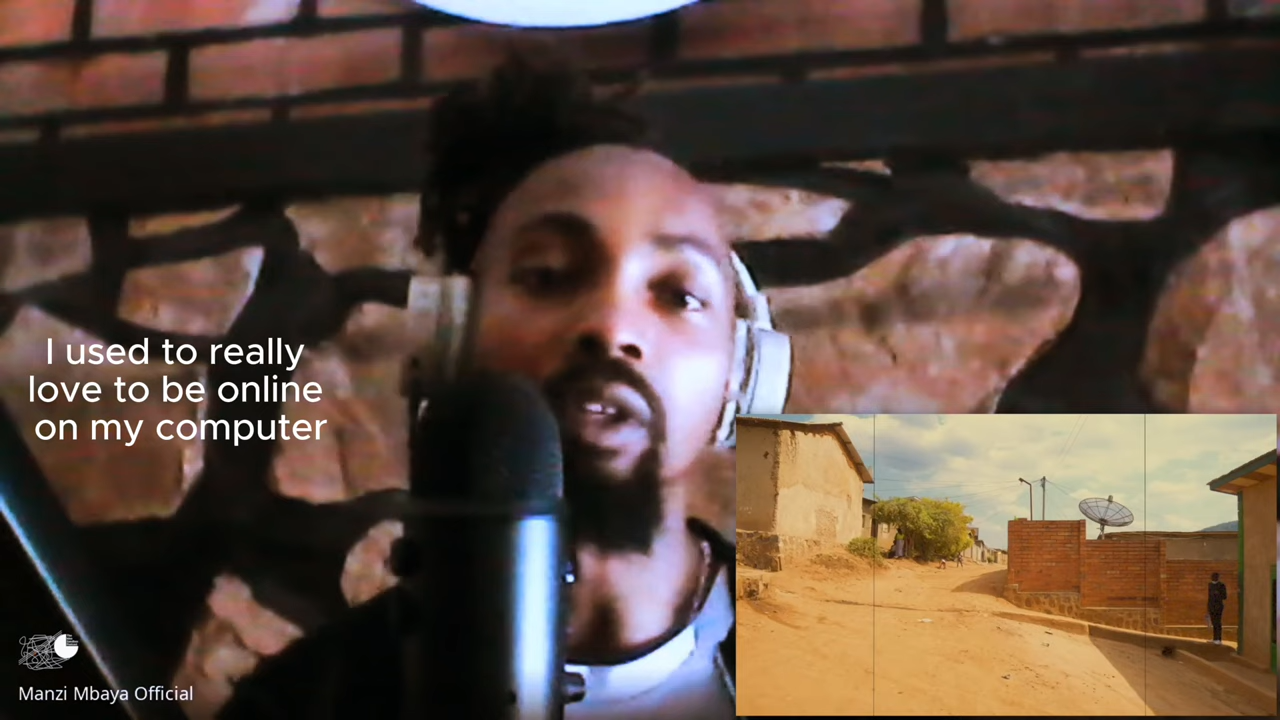 I used to really
love to be online
on my computer
Manzi Mbaya Official